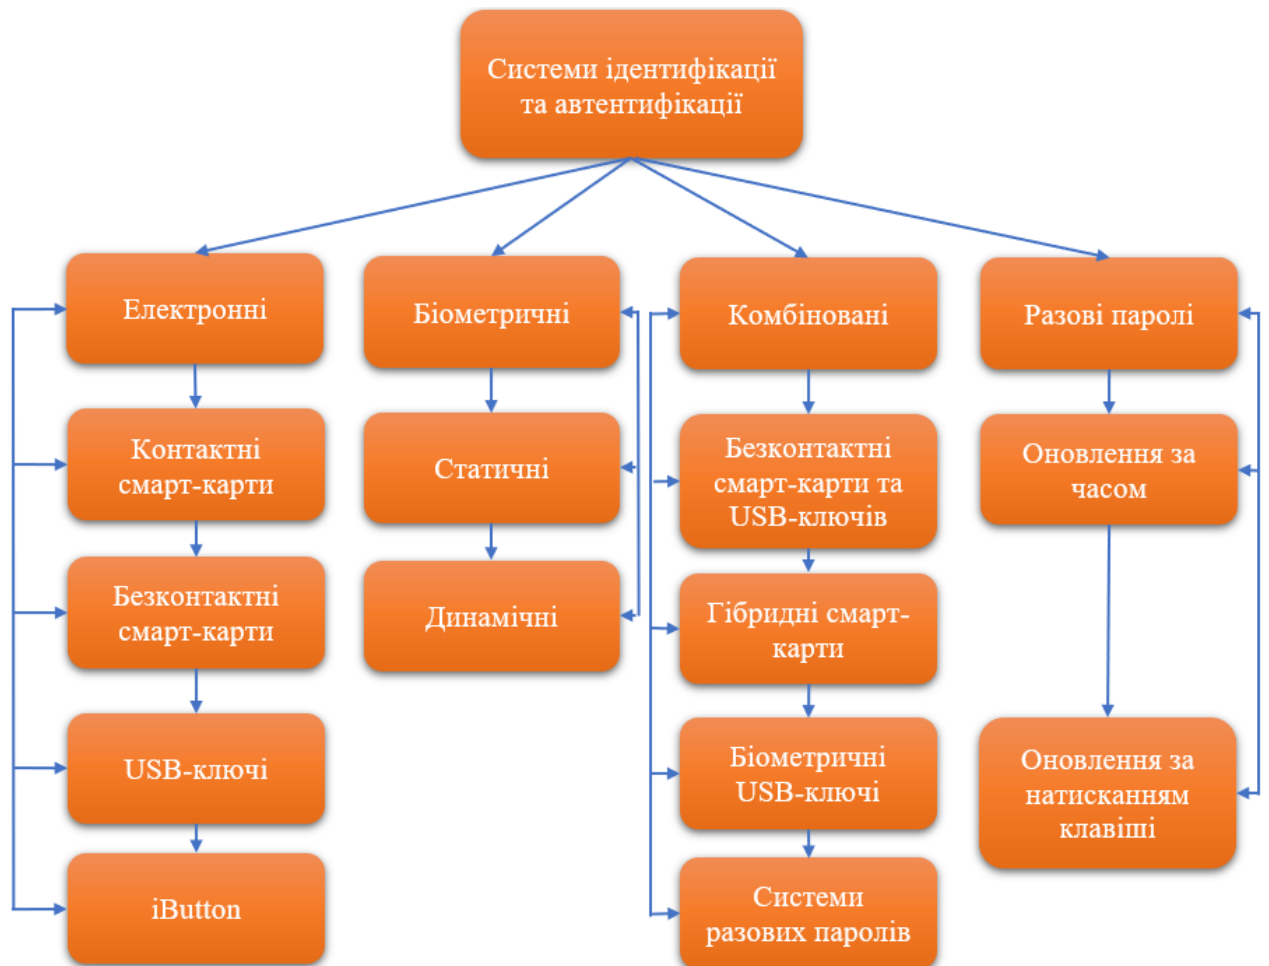 Системи ідентифікації
та автентифікації
Електронні
Контактні
смарт-карти
Безконтактні
смарт-карти
USB-ключі
iButton
Біометричні
Статичні
Динамічні
Комбіновані
Безконтактні
смарт-карти та
USB-ключів
Гібридні смарт-
карти
Біометричні
USB-ключі
Системи
разових паролів
Разові паролі
Оновлення за
часом
Оновлення за
натисканням
клавіші